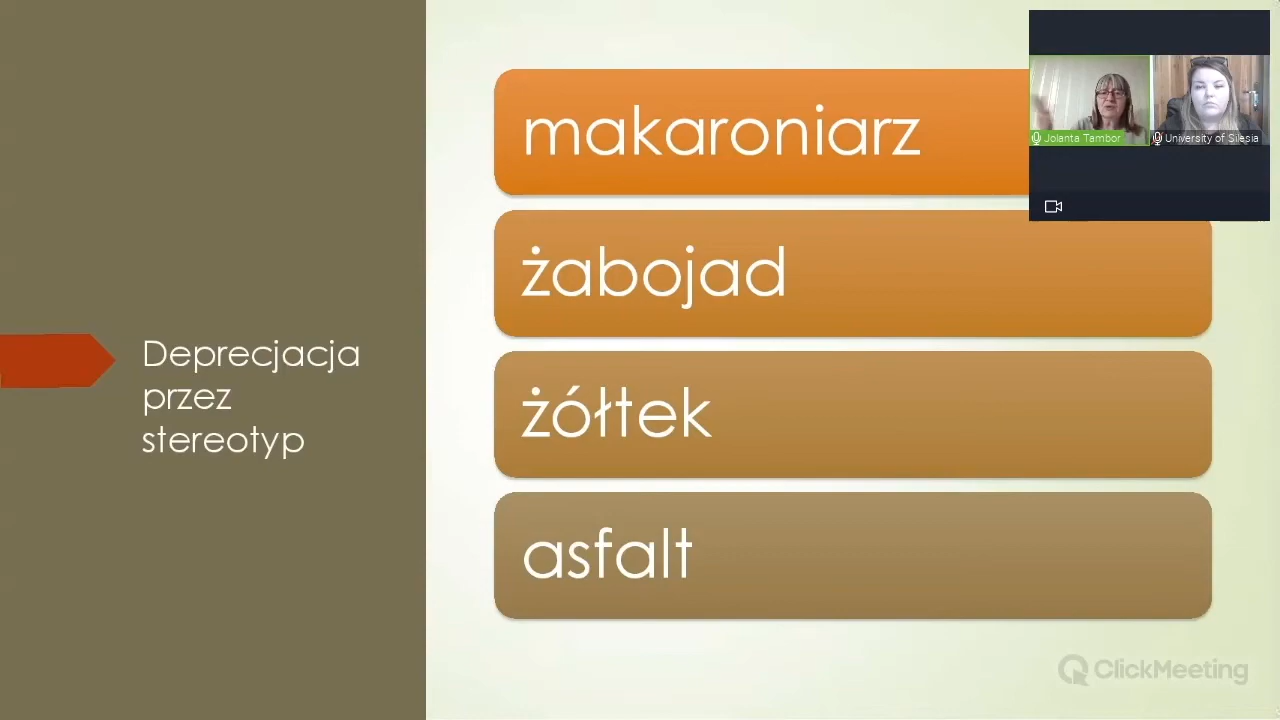 makaroniarz
Jolanta Tambor
University of Silesia
żabojad
Deprecjacja
przez
stereotyp
żółtek
asfalt
ClickMeeting